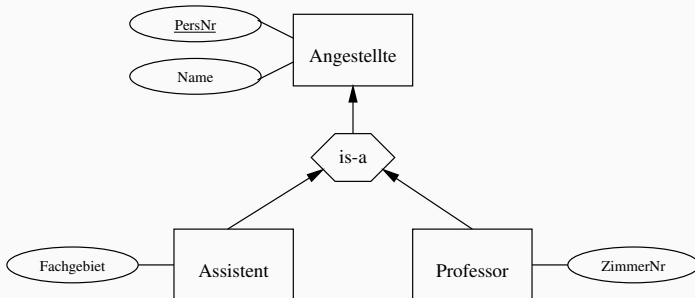 PersNr
Angestellte
Name
is-a
Fachgebiet
Assistent
Professor
ZimmerNr